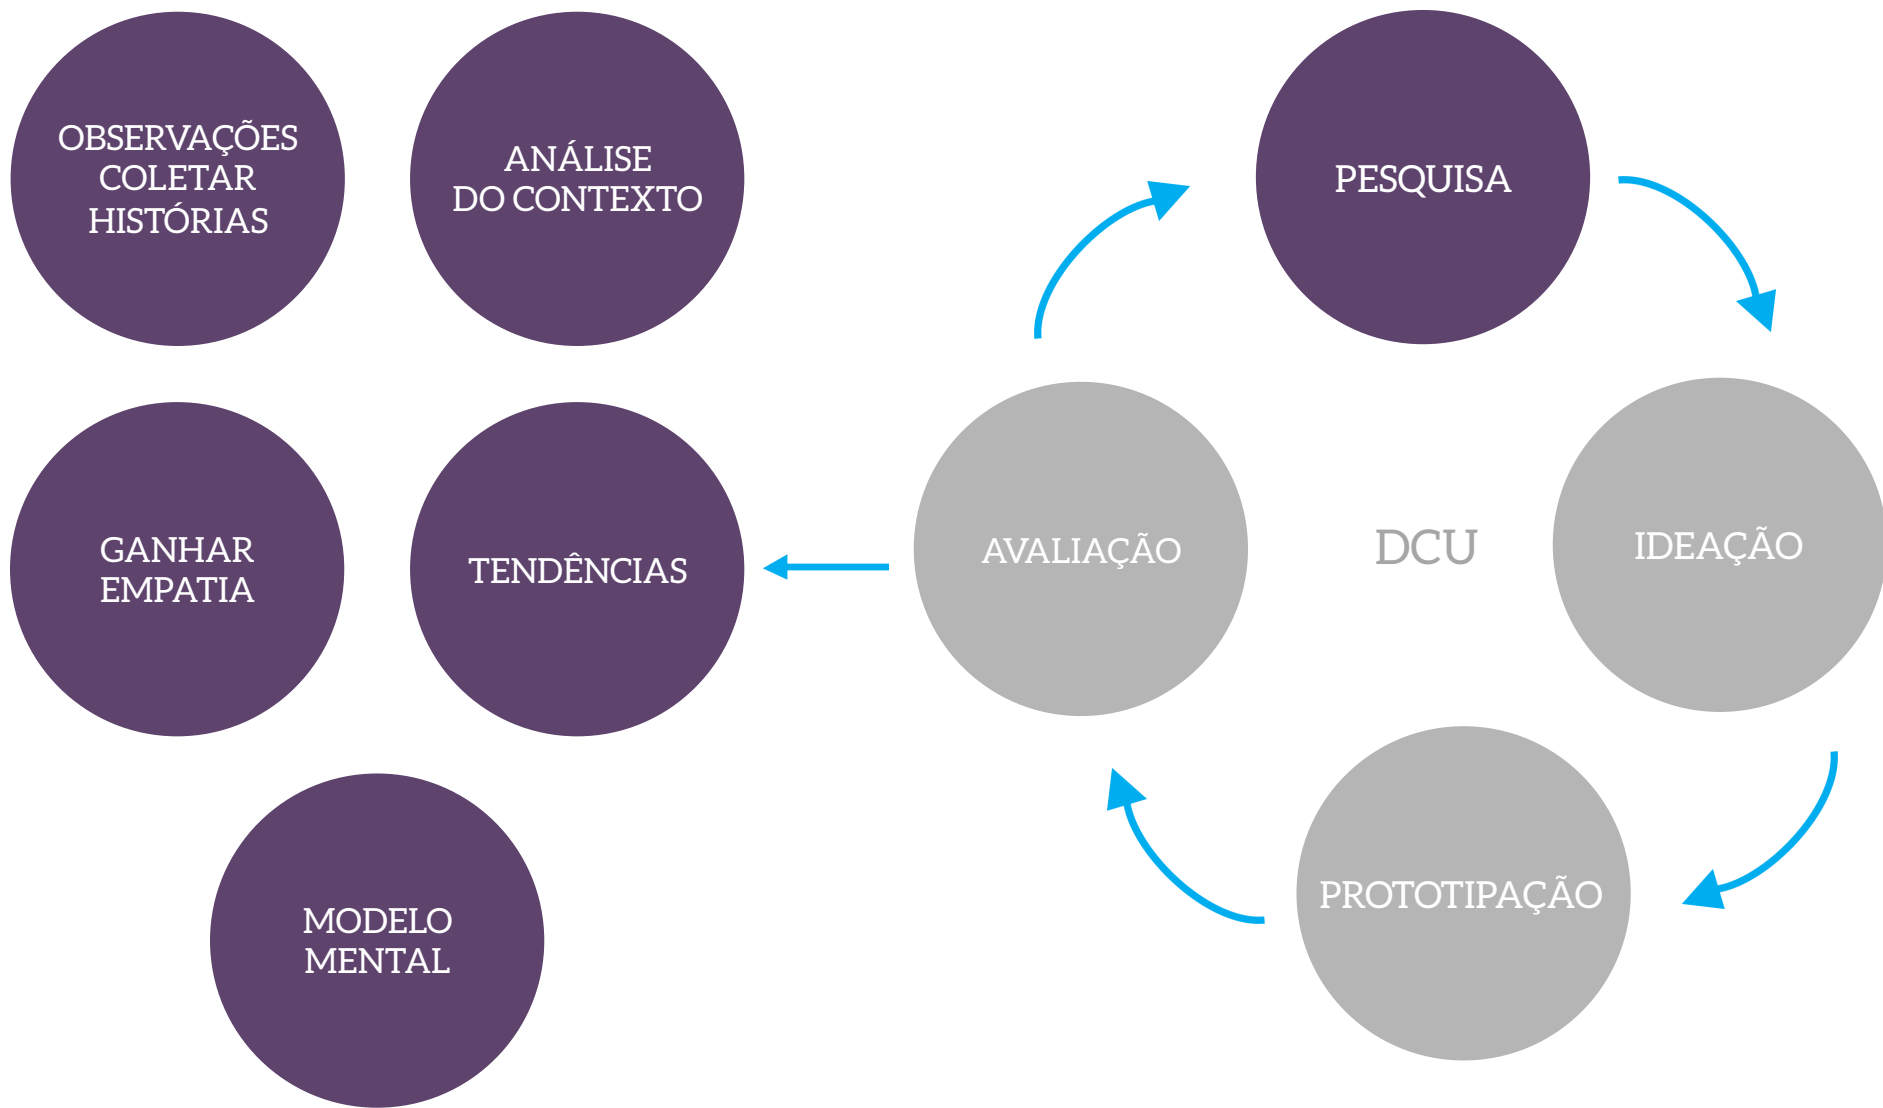 OBSERVAÇÕES
COLETAR
HISTÓRIAS
ANÁLISE
DO CONTEXTO
GANHAR
EMPATIA
TENDÊNCIAS
MODELO
MENTAL
PESQUISA
AVALIAÇÃO
DCU
IDEAÇÃO
PROTOTIPAÇÃO